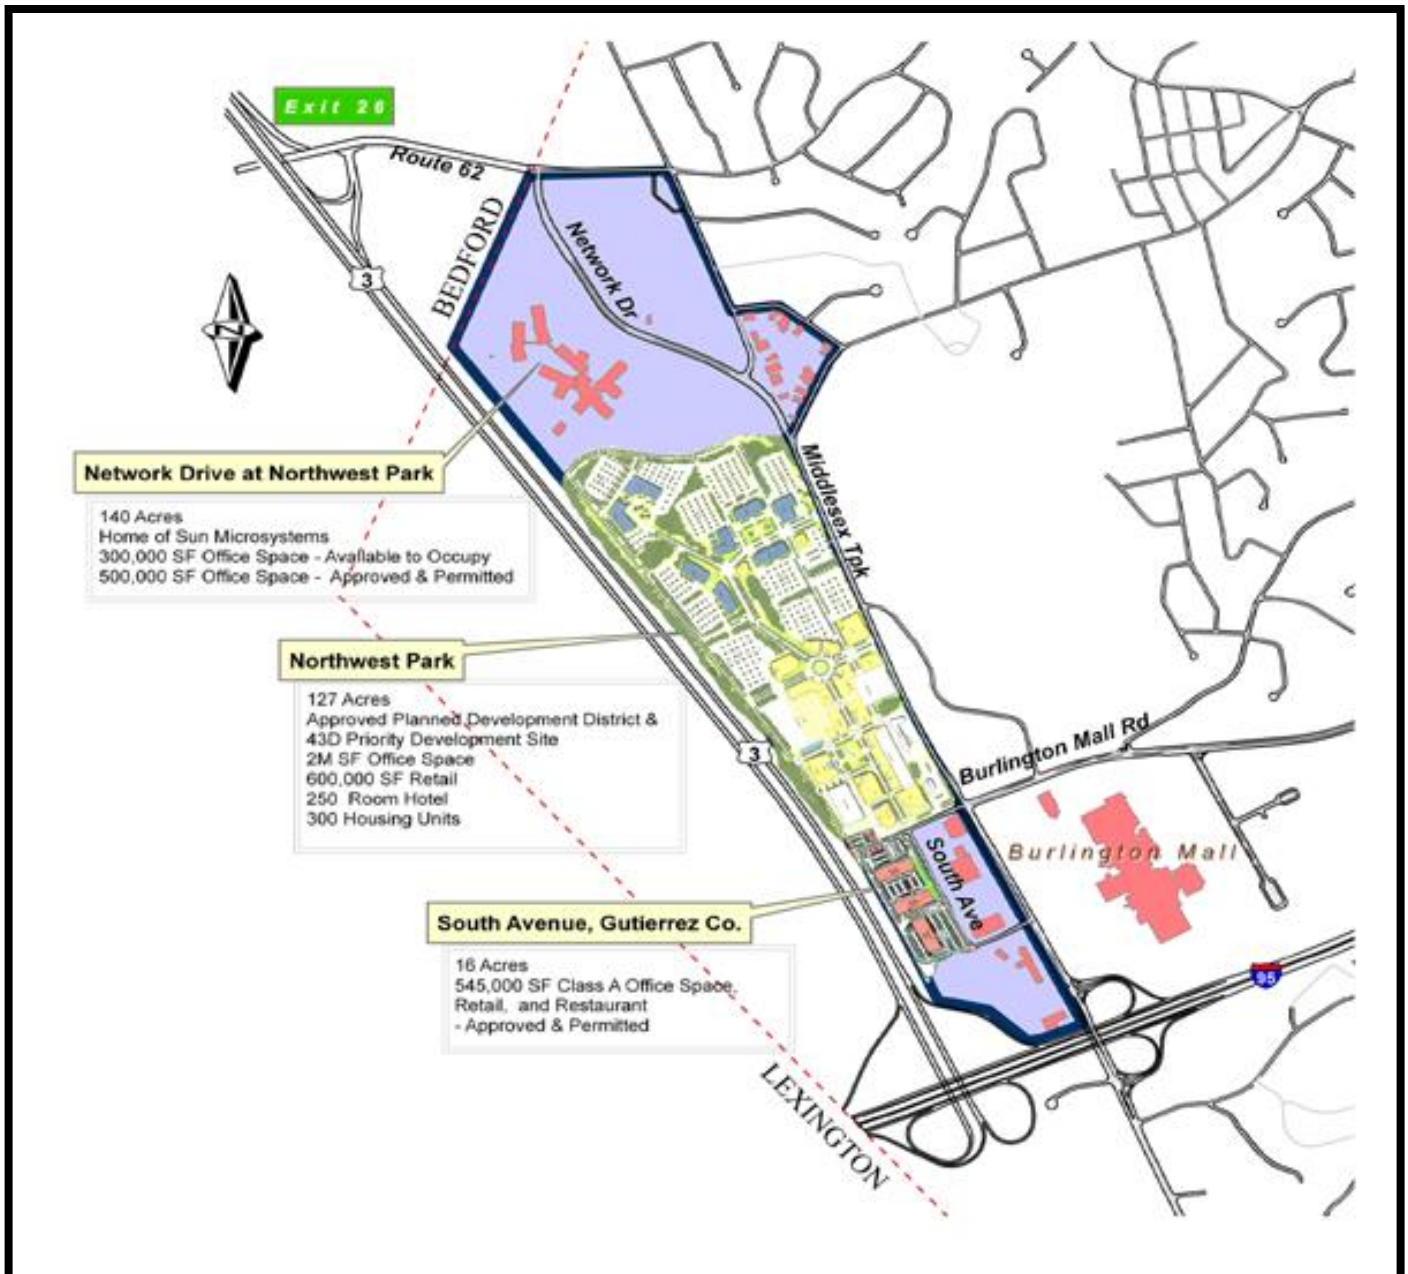 Exit 26
Route 62
BEDFORD
Network Dr
3
N
Network Drive at Northwest Park
140 Acres
Home of Sun Microsystems
300,000 SF Office Space - Available to Occupy
500,000 SF Office Space - Approved & Permitted
Middlesex Tpk
Northwest Park
127 Acres
Approved Planned Development District &
43D Priority Development Site
2M SF Office Space
600,000 SF Retail
250 Room Hotel
300 Housing Units
3
Burlington Mall Rd
Burlington Mall
South Ave
South Avenue, Gutierrez Co.
16 Acres
545,000 SF Class A Office Space,
Retail, and Restaurant
- Approved & Permitted
95
LEXINGTON